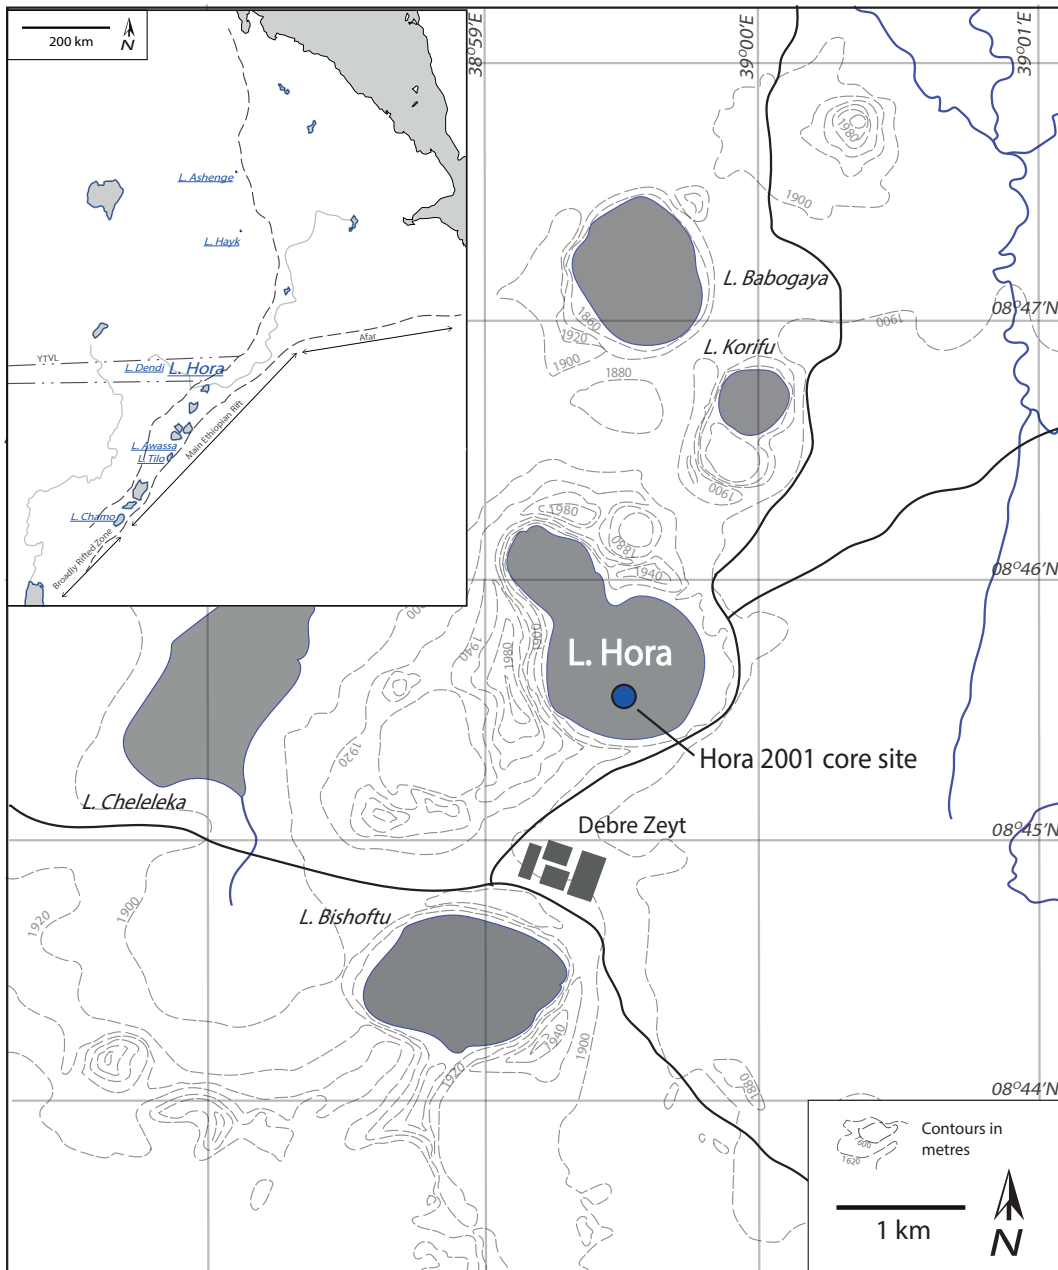 200 km
N
L. Ashenge
L. Hayk
YTVL
L. Dendi
L. Hora
Afar
Main Ethiopian Rift
L. Awassa
L. Tilo
L. Chamo
Broadly Rifted Zone
38°59'E
39°00'E
39°01'E
1980
1900
L. Babogaya
08°47'N
1900
1860
1920
1900
1880
L. Korifu
1900
1980
1880
1940
08°46'N
00
1940
1980
1900
L. Hora
1920
Hora 2001 core site
L. Cheleleka
Debre Zeyt
08°45'N
1920
1900
L. Bishoftu
1940
1900
1920
1880
08°44'N
600
1620
Contours in
metres
1 km
N